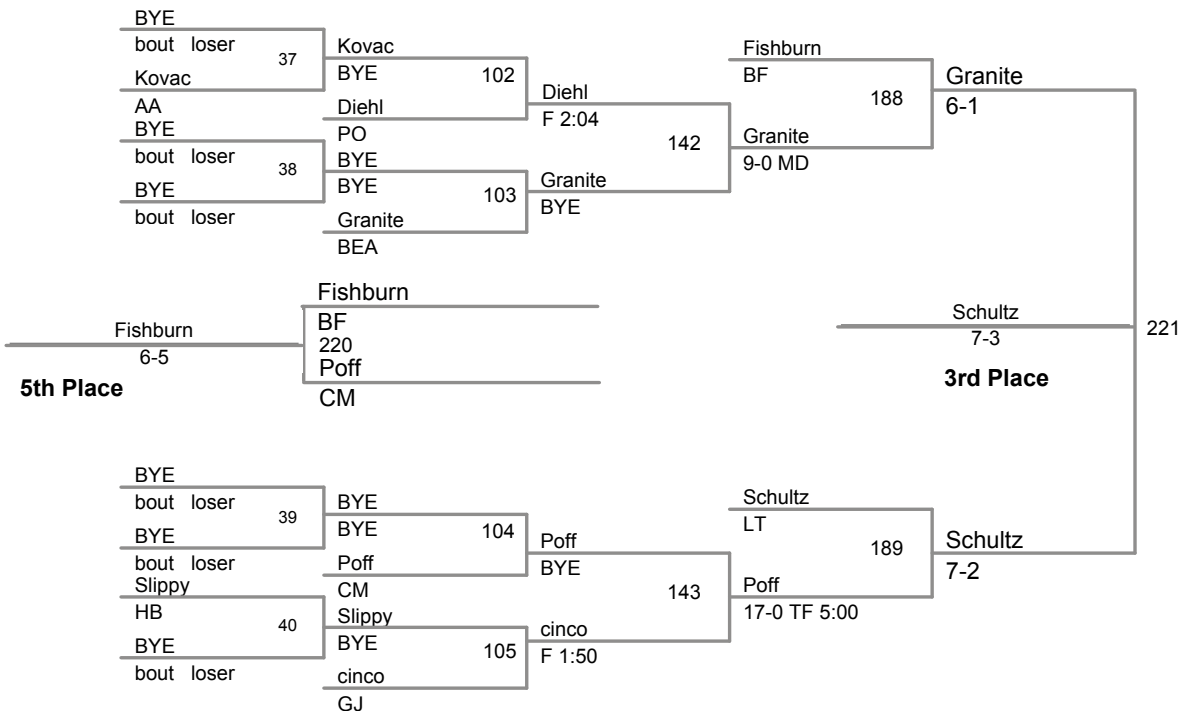 BYE
bout loser
37
Kovac
AA
BYE
bout loser
38
BYE
bout loser
Kovac
BYE
102
Diehl
PO
BYE
BYE
103
Granite
BEA
Diehl
F 2:04
142
Granite
BYE
Fishburn
BF
188
Granite
9-0 MD
Granite
6-1
Fishburn
6-5
5th Place
Fishburn
BF
220
Poff
CM
Schultz
7-3
3rd Place
221
BYE
bout loser
39
BYE
bout loser
Slippy
HB
40
BYE
bout loser
BYE
BYE
104
Poff
CM
Slippy
BYE
105
cinco
GJ
Poff
BYE
143
cinco
F 1:50
Schultz
LT
189
Poff
17-0 TF 5:00
Schultz
7-2